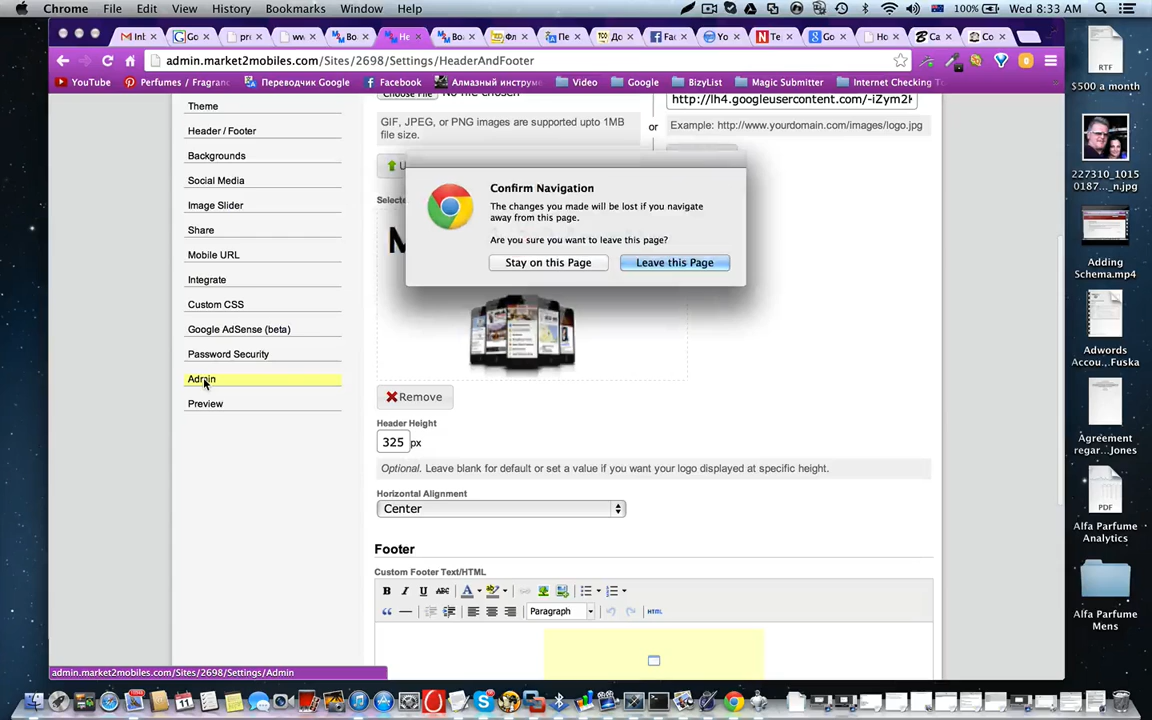 Chrome File Edit View History Bookmarks Window Help 100% Wed 8:33 AM
admin.market2mobiles.com/Sites/2698/Settings/HeaderAndFooter
YouTube Perfumes / Fragran Переводчик Google Facebook Алмазный инструм Video Google BizyList Magic Submitter Internet Checking
Theme
Header / Footer
Backgrounds
Social Media
Image Slider
Share
Mobile URL
Integrate
Custom CSS
Google AdSense (beta)
Password Security
Admin
Preview
http://lh4.googleusercontent.com/-iZym2
GIF, JPEG, or PNG images are supported upto 1MB
file size.
or
Example: http://www.yourdomain.com/images/logo.jpg
Confirm Navigation
The changes you made will be lost if you navigate
away from this page.
Are you sure you want to leave this page?
Stay on this Page Leave this Page
Remove
Header Height
325 px
Optional. Leave blank for default or set a value if you want your logo displayed at specific height.
Horizontal Alignment
Center
Footer
Custom Footer Text/HTML
B I U ABC A
Paragraph HTML
admin.market2mobiles.com/Sites/2698/Settings/Admin
RTF
$500 a month
227310_1015
0187..._n.jpg
Adding
Schema.mp4
Adwords
Accou...Fuska
Agreement
regar...Jones
PDF
Alfa Parfume
Analytics
Alfa Parfume
Mens